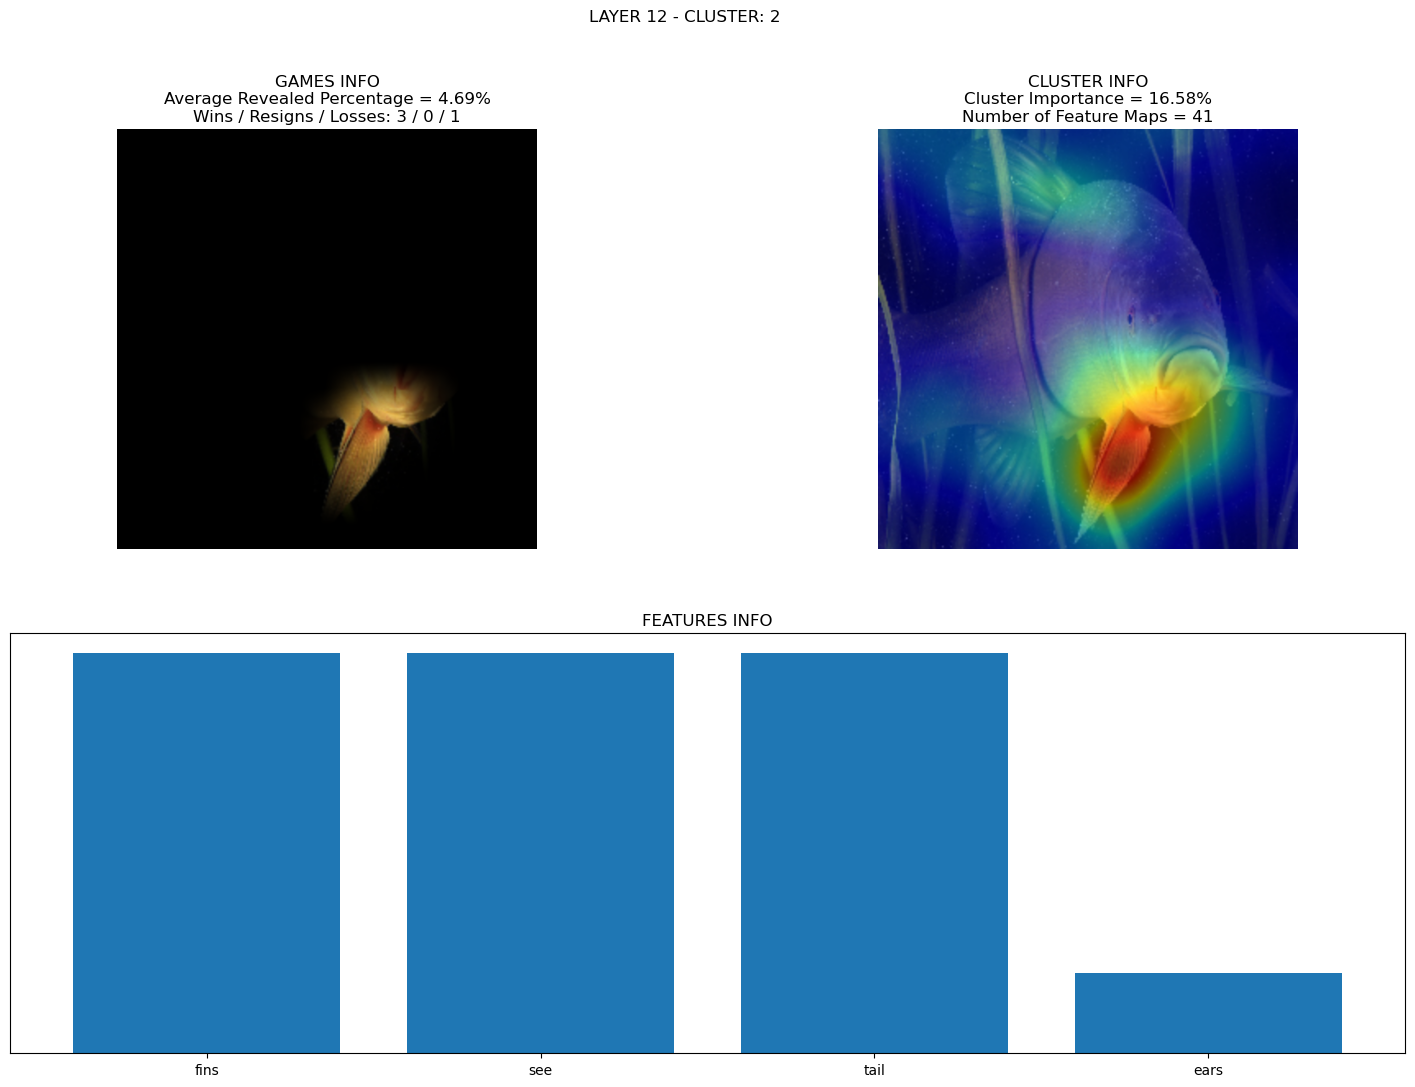 LAYER 12 - CLUSTER: 2
GAMES INFO
Average Revealed Percentage = 4.69%
Wins / Resigns / Losses: 3 / 0 / 1
CLUSTER INFO
Cluster Importance = 16.58%
Number of Feature Maps = 41
FEATURES INFO
fins
see
tail
ears